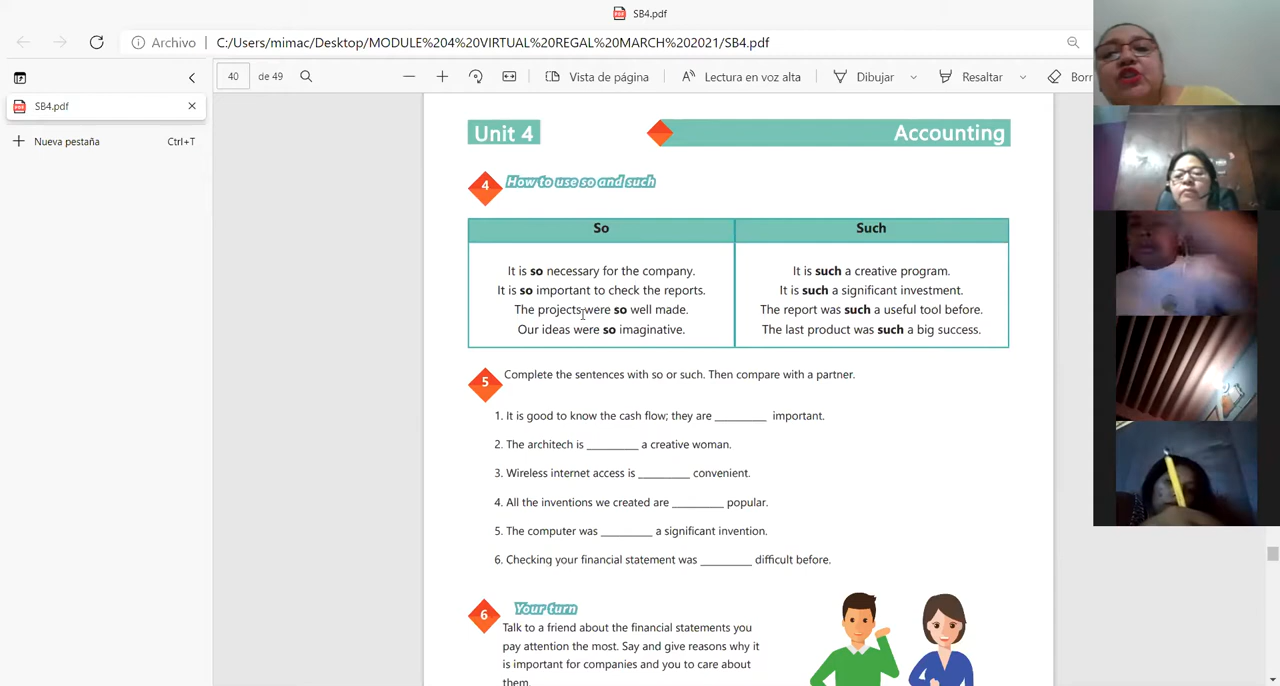 SB4.pdf
Archivo
C:/Users/mimac/Desktop/MODULE%204%20VIRTUAL%20REGAL%20MARCH%202021/SB4.pdf
40 de 49
Vista de página
Lectura en voz alta
Dibujar
Resaltar
Borr
SB4.pdf
Nueva pestaña
Ctrl+T
Unit 4
Accounting
4 How to use so and such
So
Such
It is so necessary for the company.
It is so important to check the reports.
The projects were so well made.
Our ideas were so imaginative.
It is such a creative program.
It is such a significant investment.
The report was such a useful tool before.
The last product was such a big success.
5 Complete the sentences with so or such. Then compare with a partner.
1. It is good to know the cash flow; they are _________ important.
2. The architech is _________ a creative woman.
3. Wireless internet access is _________ convenient.
4. All the inventions we created are _________ popular.
5. The computer was _________ a significant invention.
6. Checking your financial statement was _________ difficult before.
6 Your turn
Talk to a friend about the financial statements you
pay attention the most. Say and give reasons why it
is important for companies and you to care about
them.